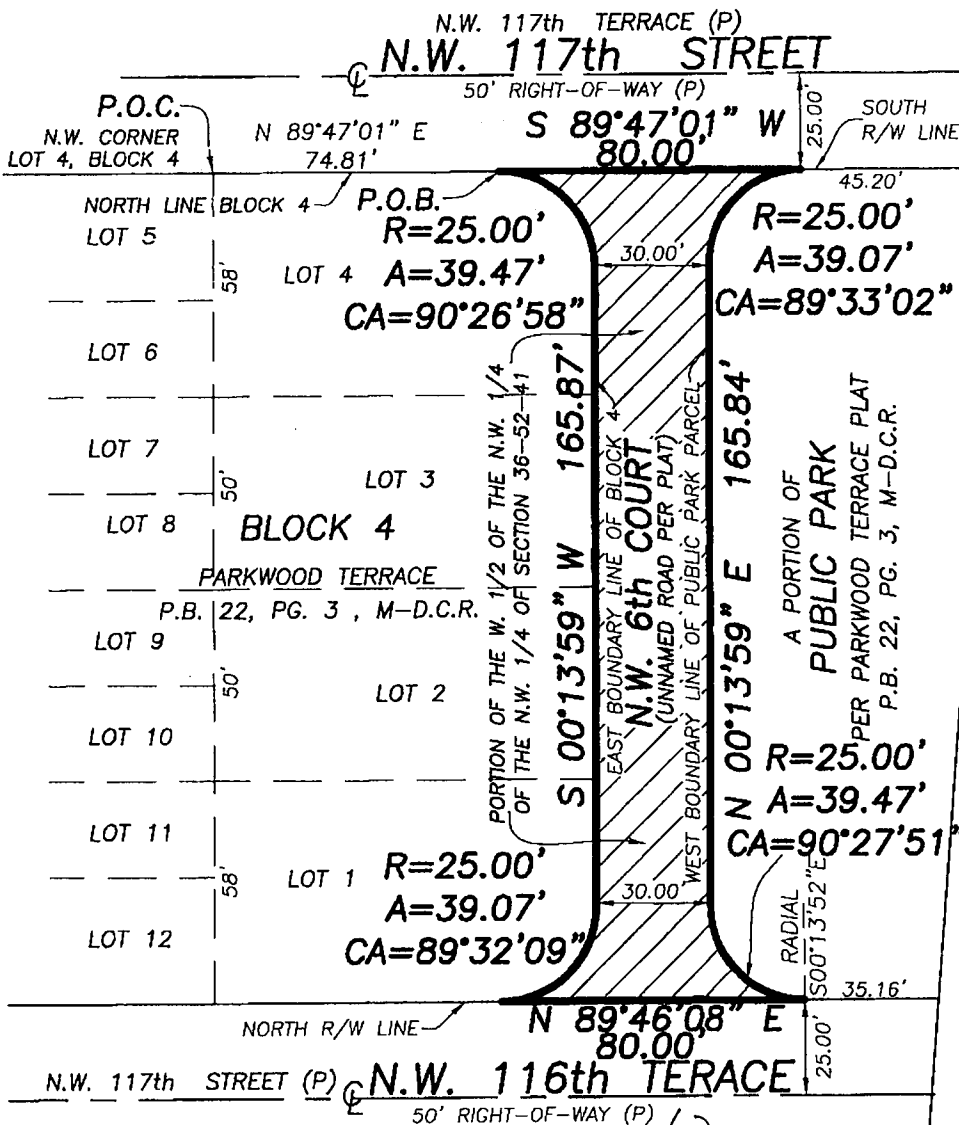 N.W. 117th TERRACE (P)
N.W. 117th STREET
50' RIGHT-OF-WAY (P)
P.O.C.
N.W. CORNER
LOT 4, BLOCK 4
N 89°47'01" E
74.81'
S 89°47'01" W
80.00'
25.00'
SOUTH
R/W LINE
45.20'
NORTH LINE BLOCK 4
P.O.B.
R=25.00'
A=39.47'
CA=90°26'58"
30.00'
R=25.00'
A=39.07'
CA=89°33'02"
LOT 5
58'
LOT 4
LOT 6
LOT 7
50'
LOT 3
LOT 8
BLOCK 4
PARKWOOD TERRACE
P.B. 22, PG. 3 , M-D.C.R.
LOT 9
50'
LOT 2
LOT 10
LOT 11
58'
LOT 1
LOT 12
PORTION OF THE W. 1/2 OF THE N.W. 1/4
OF THE N.W. 1/4 OF SECTION 36-52-41
S 00°13'59" W 165.87'
EAST BOUNDARY LINE OF BLOCK 4
N.W. 6th COURT
(UNNAMED ROAD PER PLAT)
WEST BOUNDARY LINE OF PUBLIC PARK PARCEL
N 00°13'59" E 165.84'
A PORTION OF
PUBLIC PARK
PER PARKWOOD TERRACE PLAT
P.B. 22, PG. 3, M-D.C.R.
R=25.00'
A=39.07'
CA=89°32'09"
30.00'
R=25.00'
A=39.47'
CA=90°27'51"
RADIAL
S00°13'52"E
35.16'
NORTH R/W LINE
N 89°46'08" E
80.00'
25.00'
N.W. 117th STREET (P)
N.W. 116th TERACE
50' RIGHT-OF-WAY (P)